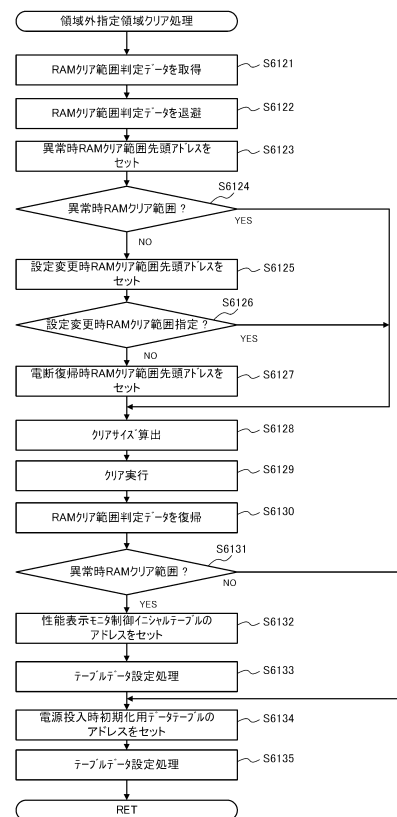 領域外指定領域クリア処理
RAMクリア範囲判定データを取得
S6121
RAMクリア範囲判定データを退避
S6122
異常時RAMクリア範囲先頭アドレスを
セット
S6123
S6124
異常時RAMクリア範囲？
YES
NO
設定変更時RAMクリア範囲先頭アドレスを
セット
S6125
S6126
設定変更時RAMクリア範囲指定？
YES
NO
電断復帰時RAMクリア範囲先頭アドレスを
セット
S6127
クリアサイズ算出
S6128
クリア実行
S6129
RAMクリア範囲判定データを復帰
S6130
S6131
異常時RAMクリア範囲？
NO
YES
性能表示モニタ制御イニシャルテーブルの
アドレスをセット
S6132
テーブルデータ設定処理
S6133
電源投入時初期化用データテーブルの
アドレスをセット
S6134
テーブルデータ設定処理
S6135
RET